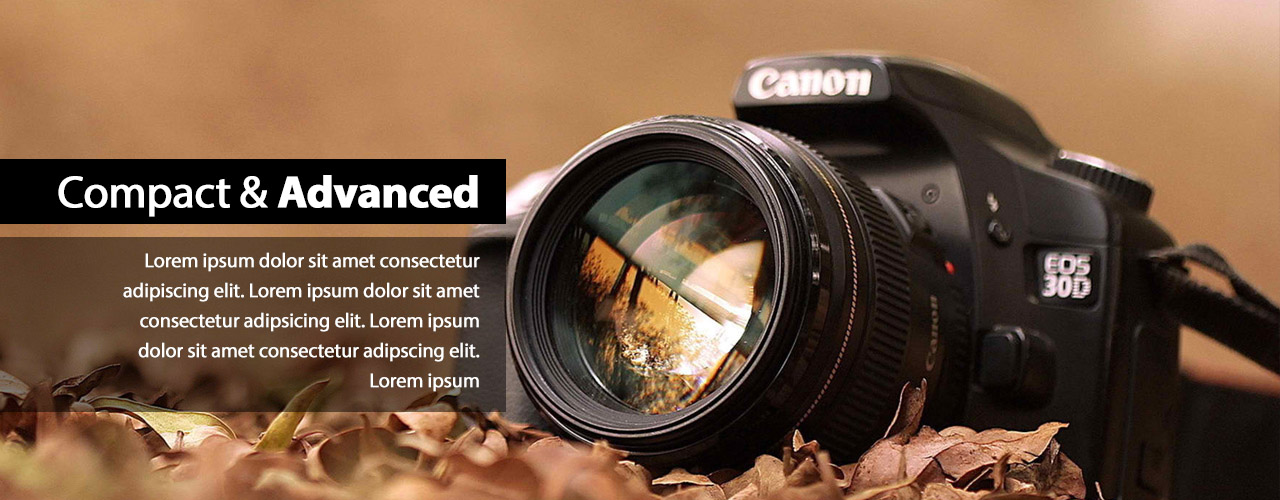 Compact & Advanced
Lorem ipsum dolor sit amet consectetur
adipiscing elit. Lorem ipsum dolor sit amet
consectetur adipsicing elit. Lorem ipsum
dolor sit amet consectetur adipscing elit.
Lorem ipsum
Canon
EOS
30D
Canon